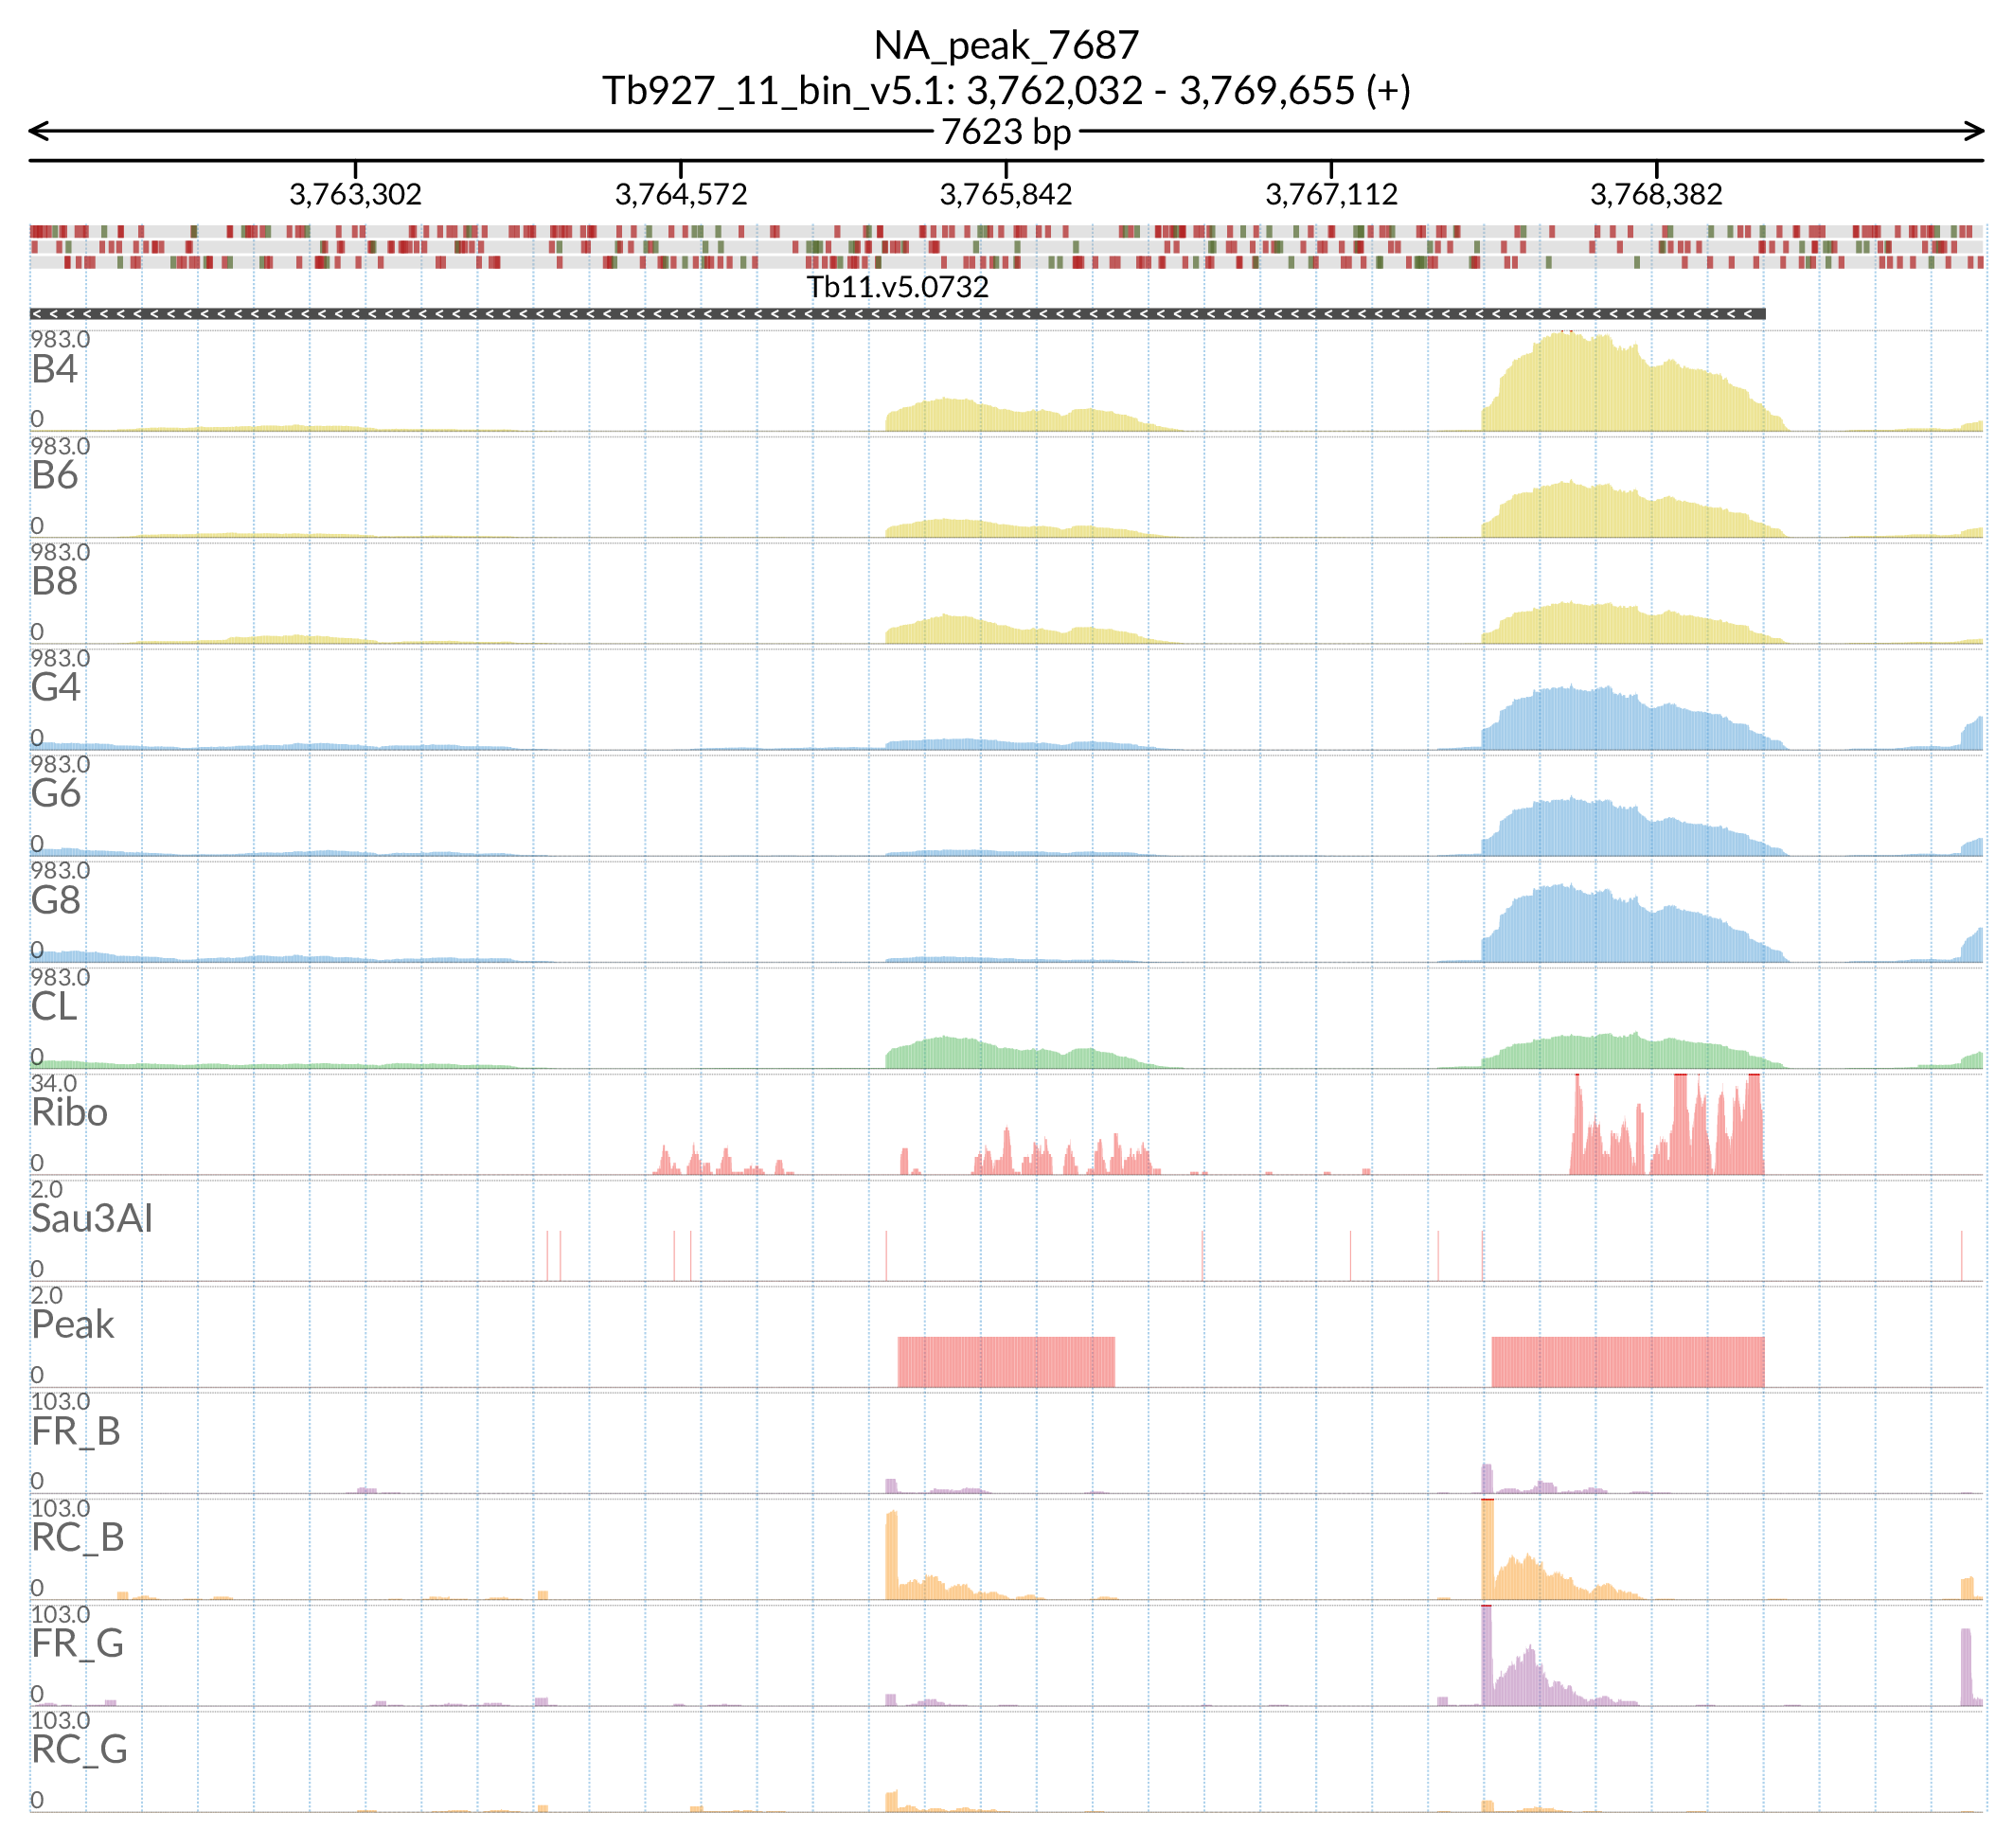 NA_peak_7687
Tb927_11_bin_v5.1: 3,762,032 - 3,769,655 (+)
7623 bp
3,763,302 3,764,572 3,765,842 3,767,112 3,768,382
Tb11.v5.0732
983.0
B4
0
983.0
B6
0
983.0
B8
0
983.0
G4
0
983.0
G6
0
983.0
G8
0
983.0
CL
0
34.0
Ribo
0
2.0
Sau3AI
0
2.0
Peak
0
103.0
FR_B
0
103.0
RC_B
0
103.0
FR_G
0
103.0
RC_G
0